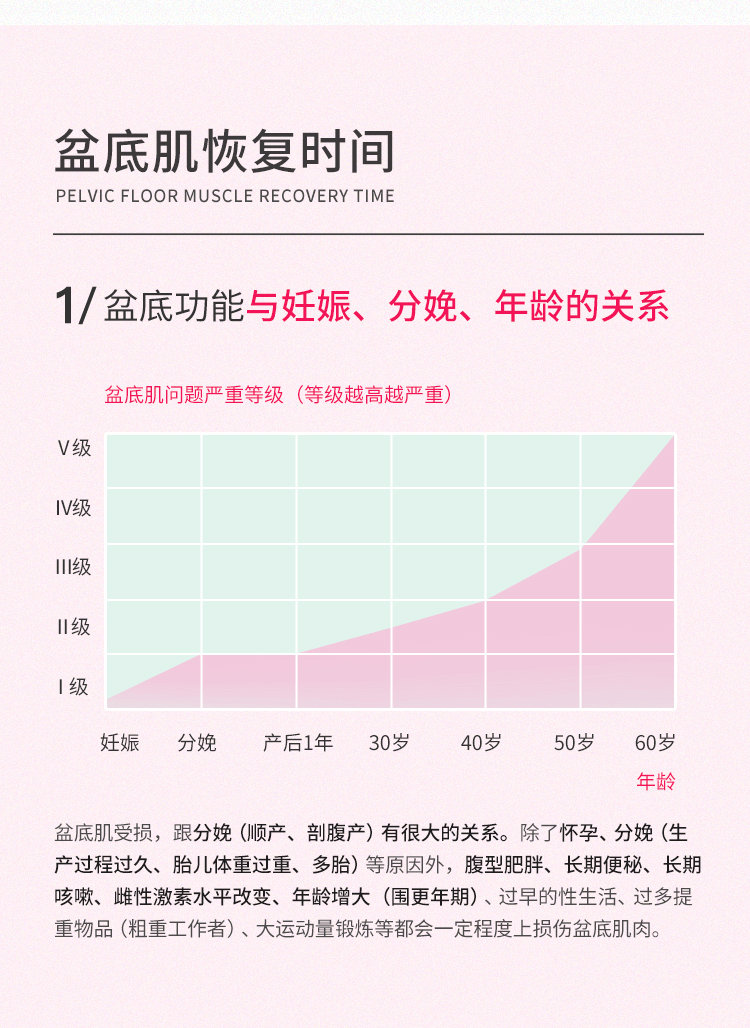 盆底肌恢复时间
PELVIC FLOOR MUSCLE RECOVERY TIME
1/盆底功能与妊娠、分娩、年龄的关系
盆底肌问题严重等级（等级越高越严重）
V级
IV级
III级
II级
I级
妊娠 分娩 产后1年 30岁 40岁 50岁 60岁
年龄
盆底肌受损，跟分娩（顺产、剖腹产）有很大的关系。除了怀孕、分娩（生
产过程过久、胎儿体重过重、多胎）等原因外，腹型肥胖、长期便秘、长期
咳嗽、雌性激素水平改变、年龄增大（围更年期）、过早的性生活、过多提
重物品（粗重工作者）、大运动量锻炼等都会一定程度上损伤盆底肌肉。